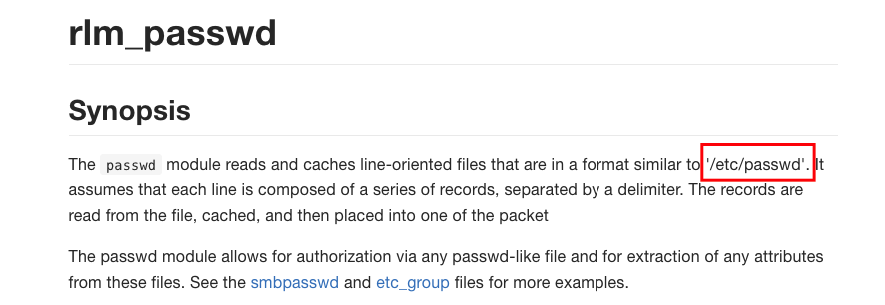 rlm_passwd
Synopsis
The passwd module reads and caches line-oriented files that are in a format similar to '/etc/passwd'. It
assumes that each line is composed of a series of records, separated by a delimiter. The records are
read from the file, cached, and then placed into one of the packet
The passwd module allows for authorization via any passwd-like file and for extraction of any attributes
from these files. See the smbpasswd and etc_group files for more examples.